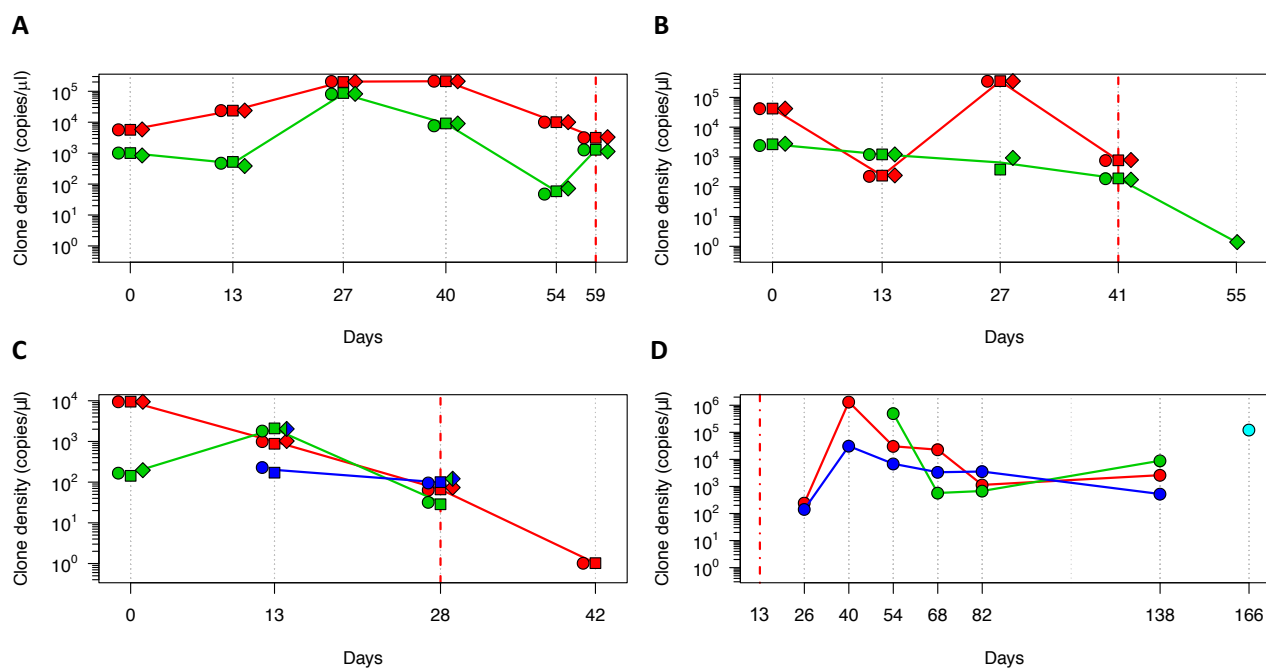 A
Clone density (copies/µl)
10^5
10^4
10^3
10^2
10^1
10^0
0 13 27 40 54 59
Days
B
Clone density (copies/µl)
10^5
10^4
10^3
10^2
10^1
10^0
0 13 27 41 55
Days
C
Clone density (copies/µl)
10^4
10^3
10^2
10^1
10^0
0 13 28 42
Days
D
Clone density (copies/µl)
10^6
10^5
10^4
10^3
10^2
10^1
10^0
13 26 40 54 68 82 138 166
Days